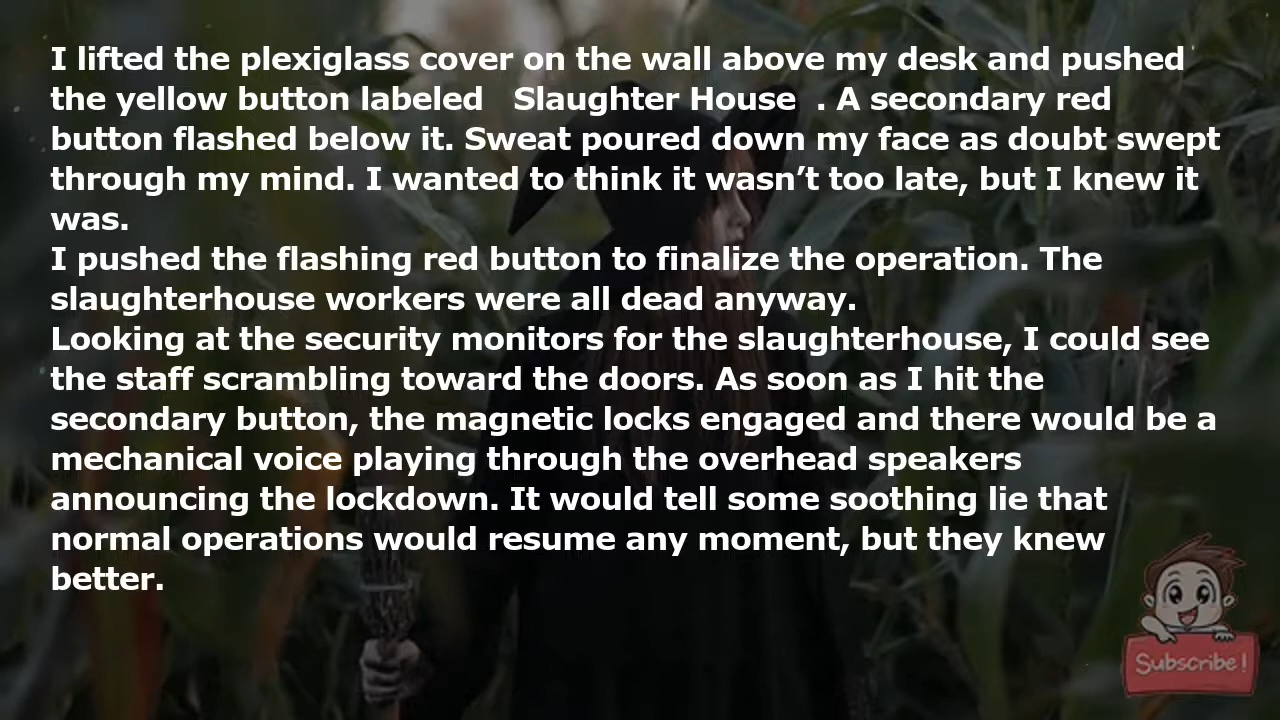 I lifted the plexiglass cover on the wall above my desk and pushed
the yellow button labeled   Slaughter House  . A secondary red
button flashed below it. Sweat poured down my face as doubt swept
through my mind. I wanted to think it wasn’t too late, but I knew it
was.
I pushed the flashing red button to finalize the operation. The
slaughterhouse workers were all dead anyway.
Looking at the security monitors for the slaughterhouse, I could see
the staff scrambling toward the doors. As soon as I hit the
secondary button, the magnetic locks engaged and there would be a
mechanical voice playing through the overhead speakers
announcing the lockdown. It would tell some soothing lie that
normal operations would resume any moment, but they knew
better.
Subscribe!